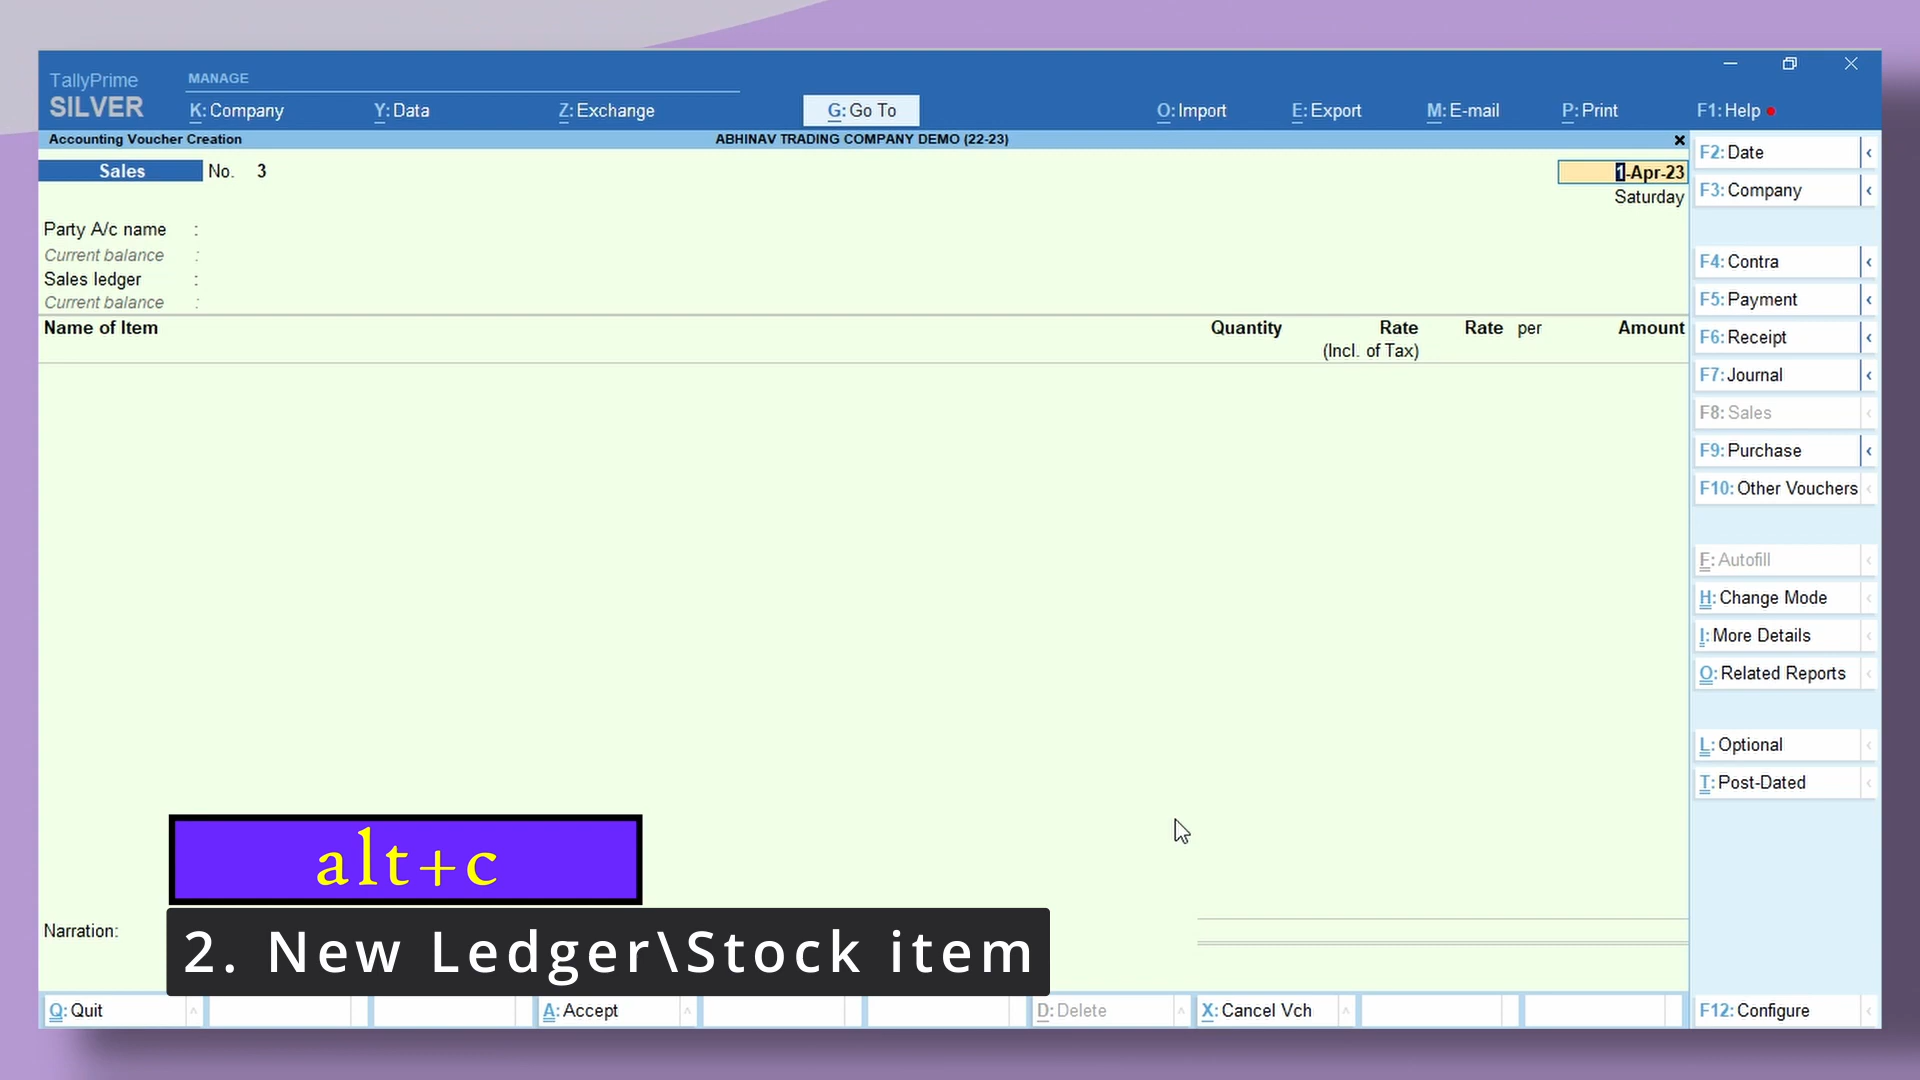 TallyPrime
SILVER
MANAGE
K: Company
Y: Data
Z: Exchange
G: Go To
O: Import
E: Export
M: E-mail
P: Print
F1: Help
Accounting Voucher Creation
ABHINAV TRADING COMPANY DEMO (22-23)
Sales
No. 3
1-Apr-23
Saturday
Party A/c name :
Current balance :
Sales ledger :
Current balance :
Name of Item
Quantity
Rate
(Incl. of Tax)
Rate per
Amount
F2: Date
F3: Company
F4: Contra
F5: Payment
F6: Receipt
F7: Journal
F8: Sales
F9: Purchase
F10: Other Vouchers
F: Autofill
H: Change Mode
I: More Details
O: Related Reports
L: Optional
T: Post-Dated
alt+c
Narration:
2. New Ledger\Stock item
Q: Quit
A: Accept
D: Delete
X: Cancel Vch
F12: Configure